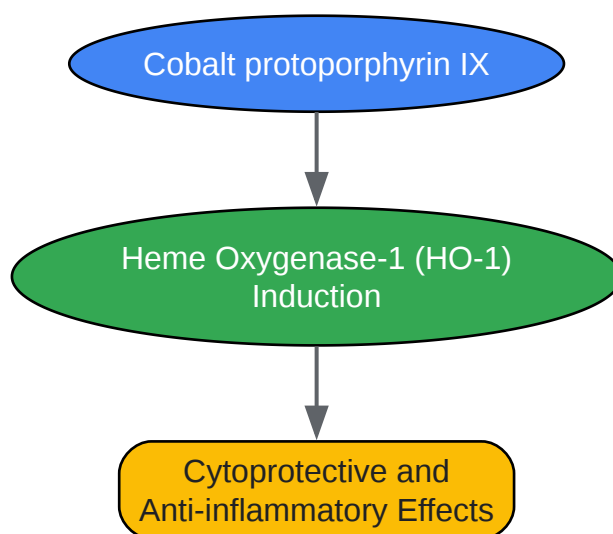 Cobalt protoporphyrin IX
Heme Oxygenase-1 (HO-1)
Induction
Cytoprotective and
Anti-inflammatory Effects